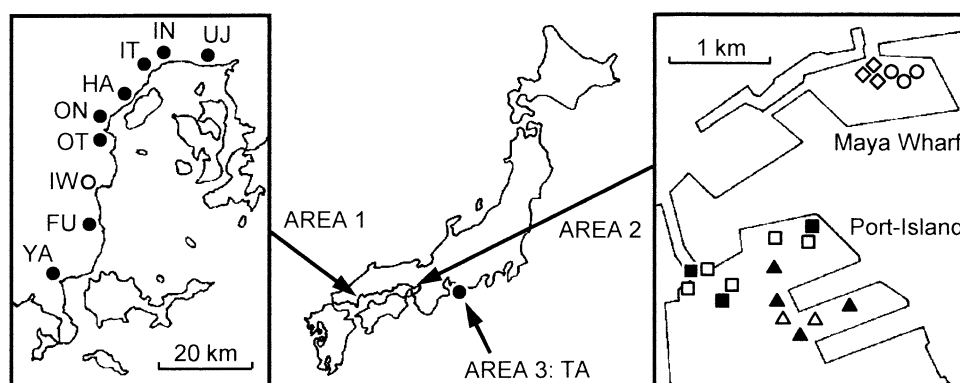 IN
IT
UJ
HA
ON
OT
IW
FU
YA
20 km
AREA 1
AREA 2
AREA 3: TA
1 km
Maya Wharf
Port-Island